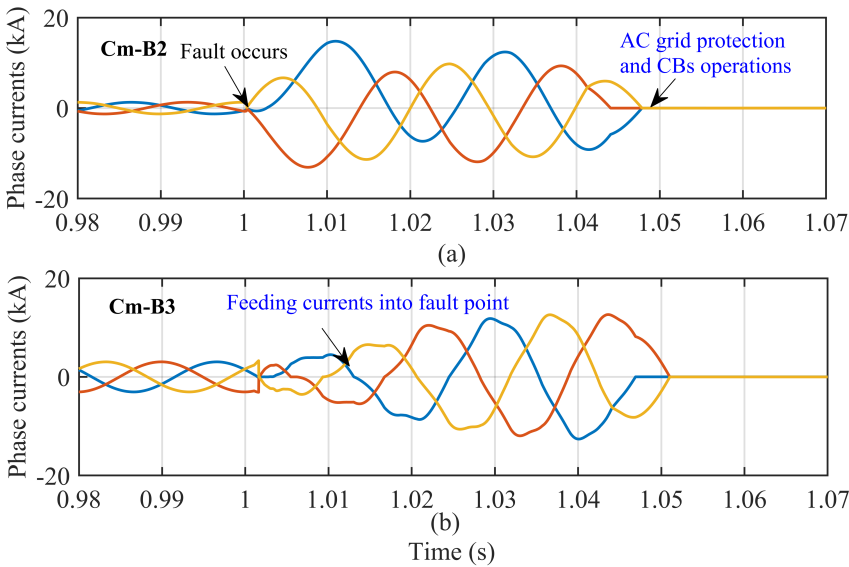 20
Cm-B2
Fault occurs
AC grid protection
and CBs operations
Phase currents (kA)
0
-20
0.98 0.99 1 1.01 1.02 1.03 1.04 1.05 1.06 1.07
(a)
20
Cm-B3
Feeding currents into fault point
Phase currents (kA)
0
-20
0.98 0.99 1 1.01 1.02 1.03 1.04 1.05 1.06 1.07
(b)
Time (s)